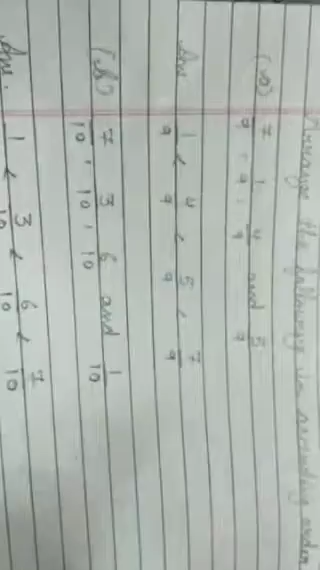 Arrange the following in ascending order
(a) 7/9, 1/9, 4/9 and 5/9
Ans 1/9 < 4/9 < 5/9 < 7/9
(b) 7/10, 3/10, 6/10 and 1/10
Ans. 1/10 < 3/10 < 6/10 < 7/10